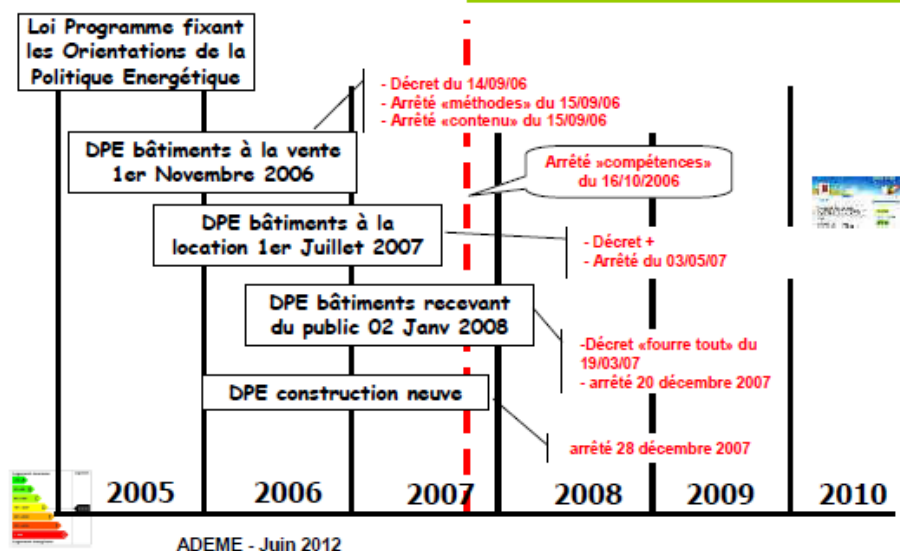 Loi Programme fixant
les Orientations de la
Politique Energétique
- Décret du 14/09/06
- Arrêté «méthodes» du 15/09/06
- Arrêté «contenu» du 15/09/06
DPE bâtiments à la vente
1er Novembre 2006
Arrêté »compétences»
du 16/10/2006
DPE bâtiments à la
location 1er Juillet 2007
- Décret +
- Arrêté du 03/05/07
DPE bâtiments recevant
du public 02 Janv 2008
-Décret «fourre tout» du
19/03/07
- arrêté 20 décembre 2007
DPE construction neuve
arrêté 28 décembre 2007
2005
2006
2007
2008
2009
2010
ADEME - Juin 2012